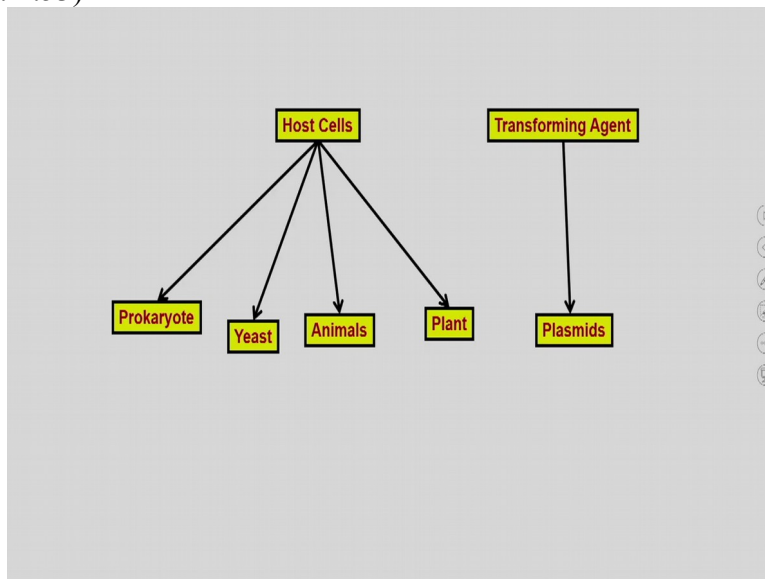 Host Cells
Transforming Agent
Prokaryote
Yeast
Animals
Plant
Plasmids